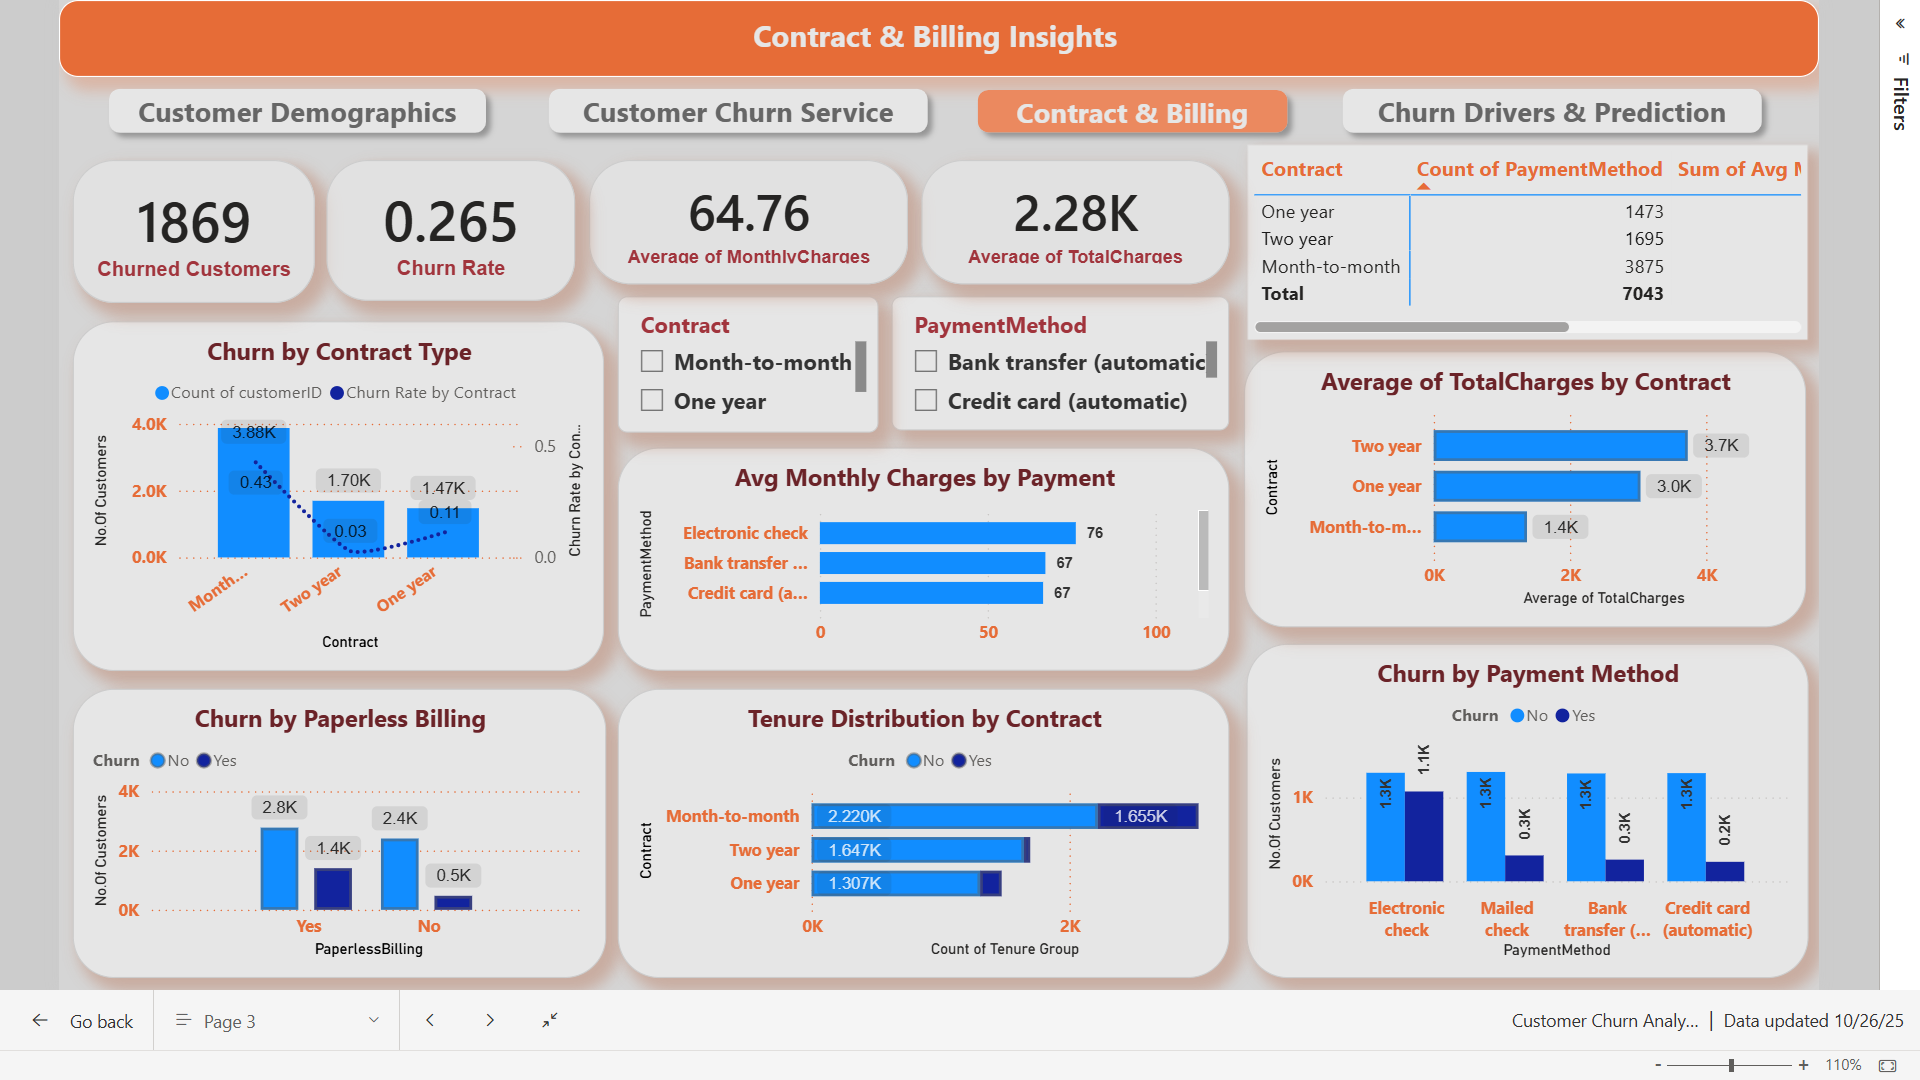 Contract & Billing Insights
Customer Demographics
Customer Churn Service
Contract & Billing
Churn Drivers & Prediction
Filters
1869
Churned Customers
0.265
Churn Rate
64.76
Average of MonthlyCharges
2.28K
Average of TotalCharges
Contract Count of PaymentMethod Sum of Avg
One year 1473
Two year 1695
Month-to-month 3875
Total 7043
Contract
Month-to-month
One year
PaymentMethod
Bank transfer (automatic
Credit card (automatic)
Churn by Contract Type
Count of customerID Churn Rate by Contract
No.Of Customers
4.0K
2.0K
0.0K
3.88K
0.43
1.70K
0.03
1.47K
0.11
0.5
0.0
Churn Rate by Con...
Month...
Two year
One year
Contract
Avg Monthly Charges by Payment
PaymentMethod
Electronic check 76
Bank transfer ... 67
Credit card (a... 67
0 50 100
Average of TotalCharges by Contract
Contract
Two year 3.7K
One year 3.0K
Month-to-m... 1.4K
0K 2K 4K
Average of TotalCharges
Churn by Paperless Billing
Churn No Yes
No.Of Customers
4K
2K
0K
2.8K
1.4K
2.4K
0.5K
Yes No
PaperlessBilling
Tenure Distribution by Contract
Churn No Yes
Contract
Month-to-month 2.220K 1.655K
Two year 1.647K
One year 1.307K
0K 2K
Count of Tenure Group
Churn by Payment Method
Churn No Yes
No.Of Customers
1K
0K
1.3K
1.1K
1.3K
0.3K
1.3K
0.3K
1.3K
0.2K
Electronic check
Mailed check
Bank transfer (...
Credit card (automatic)
PaymentMethod
Go back
Page 3
Customer Churn Analy... | Data updated 10/26/25
- + 110%